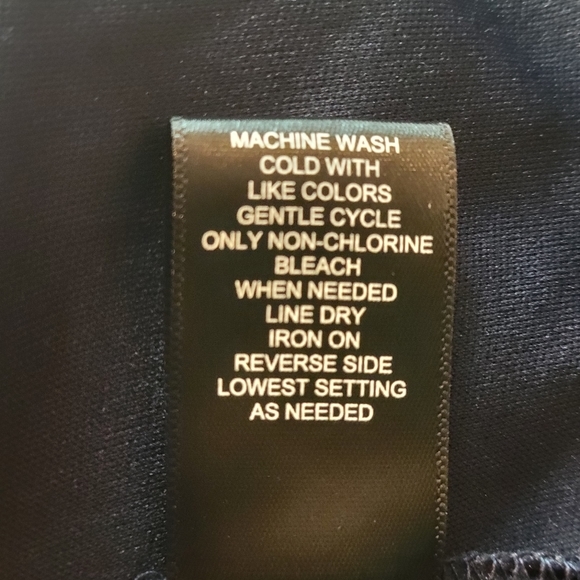 MACHINE WASH
COLD WITH
LIKE COLORS
GENTLE CYCLE
ONLY NON-CHLORINE
BLEACH
WHEN NEEDED
LINE DRY
IRON ON
REVERSE SIDE
LOWEST SETTING
AS NEEDED